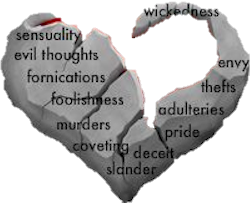 wickedness
sensuality
evil thoughts
envy
fornications
thefts
foolishness
adulteries
murders
pride
coveting
deceit
slander